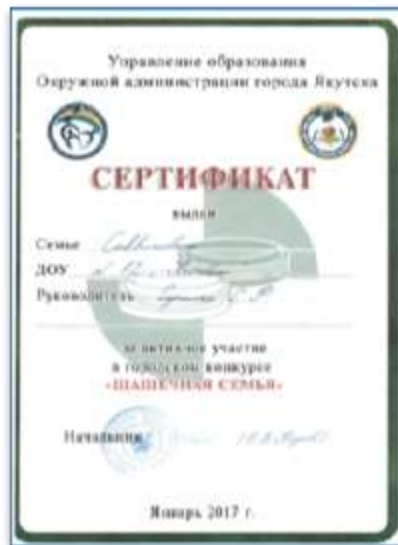 Управление образования
Окружной администрации города Якутска
СЕРТИФИКАТ
выдан
Семье
ДОУ
Руководитель
за активное участие
в городском конкурсе
«ШАШЕЧНАЯ СЕМЬЯ»
Начальник
Январь 2017 г.